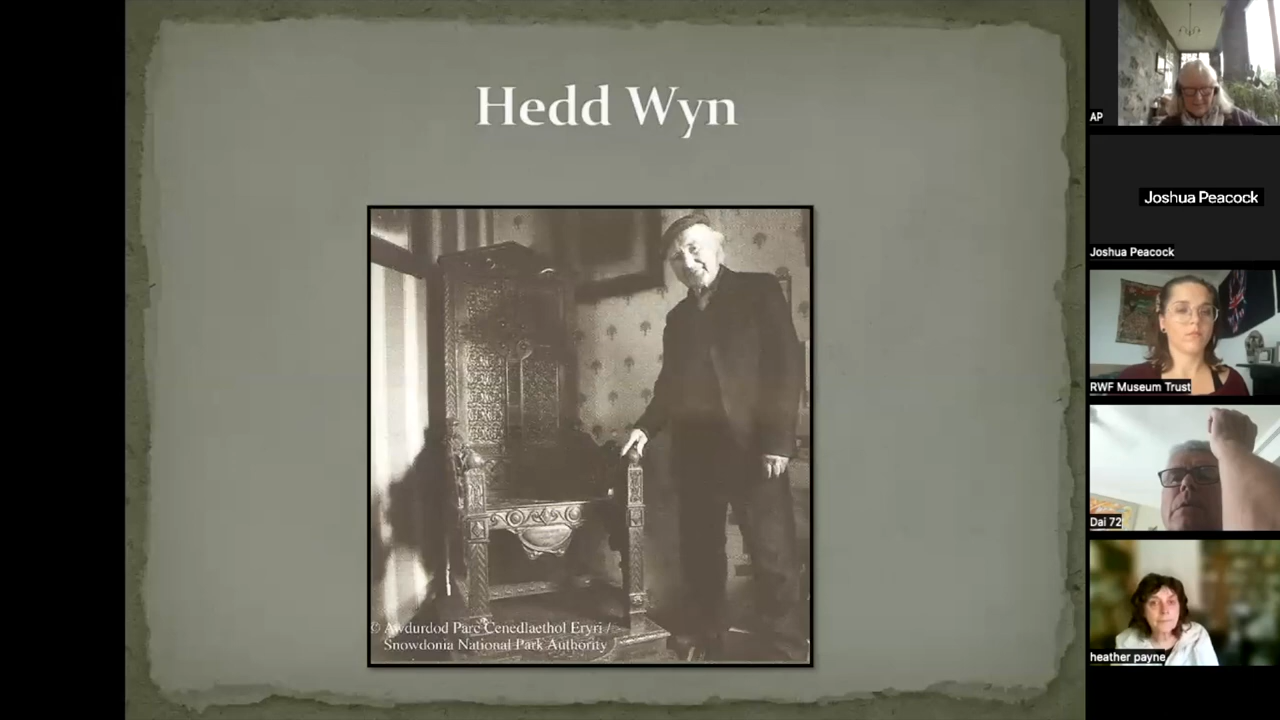 Hedd Wyn
© Awdurdod Parc Cenedlaethol Eryri /
Snowdonia National Park Authority
AP
Joshua Peacock
Joshua Peacock
RWF Museum Trust
Dai 72
heather payne